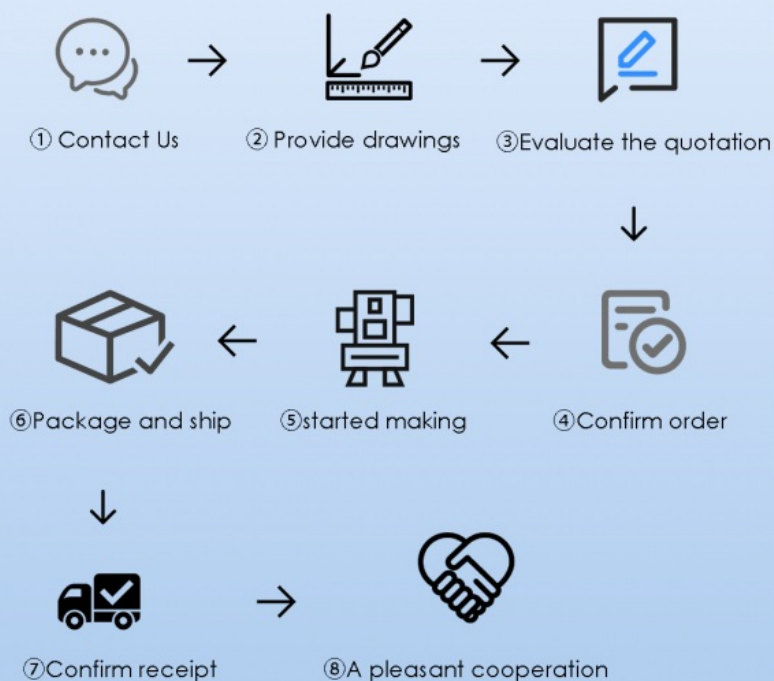 ① Contact Us
② Provide drawings
③Evaluate the quotation
④Confirm order
⑤started making
⑥Package and ship
⑦Confirm receipt
⑧A pleasant cooperation